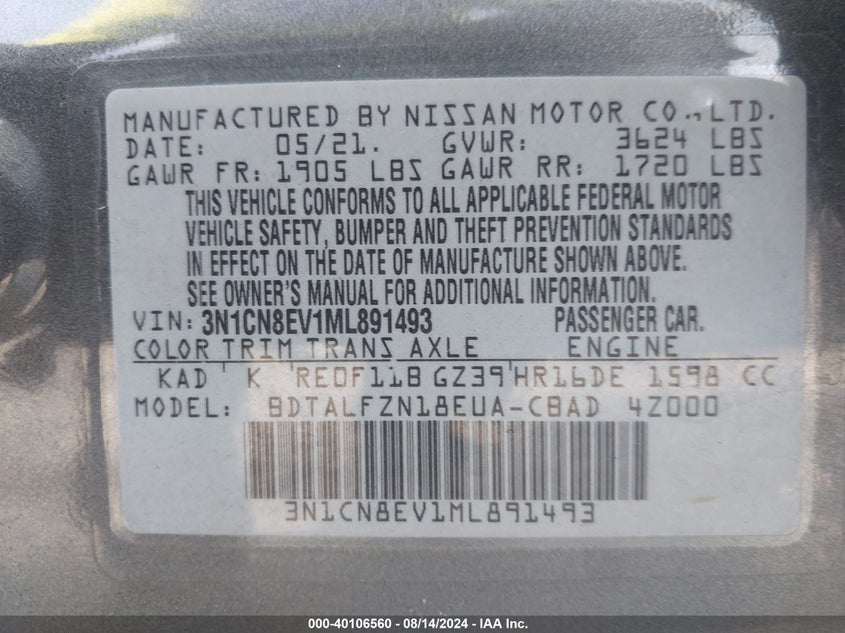 MANUFACTURED BY NISSAN MOTOR CO., LTD.
DATE: 05/21. GVWR: 3624 LBS
GAWR FR: 1905 LBS GAWR RR: 1720 LBS
THIS VEHICLE CONFORMS TO ALL APPLICABLE FEDERAL MOTOR
VEHICLE SAFETY, BUMPER AND THEFT PREVENTION STANDARDS
IN EFFECT ON THE DATE OF MANUFACTURE SHOWN ABOVE.
SEE OWNER'S MANUAL FOR ADDITIONAL INFORMATION.
VIN: 3N1CN8EV1ML891493 PASSENGER CAR.
COLOR TRIM TRANS AXLE ENGINE
KAD K RE0F11B GZ39 HR16DE 1598 CC
MODEL: BDTALFZN18EUA-CBAD 4Z000
3N1CN8EV1ML891493
000-40106560 - 08/14/2024 - IAA Inc.